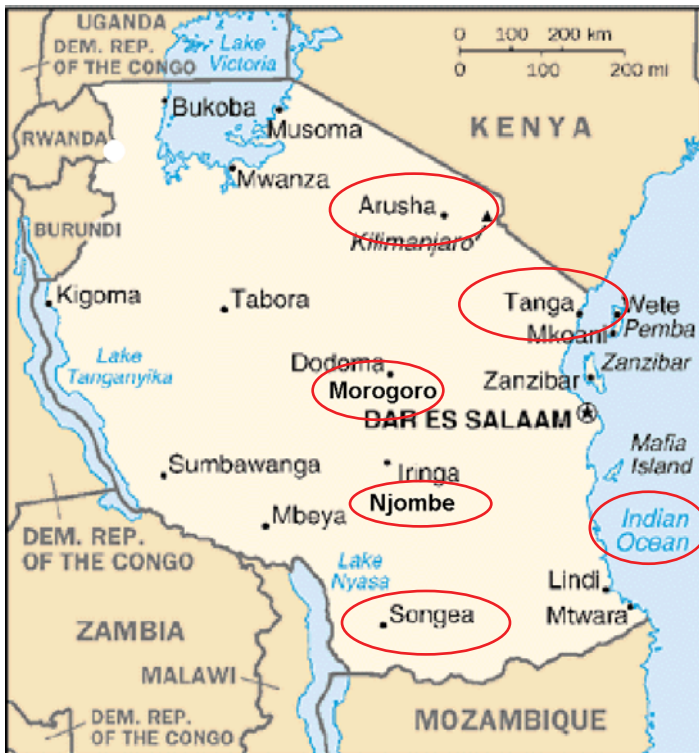 UGANDA
DEM. REP.
OF THE CONGO
Lake
Victoria
0 100 200 km
0 100 200 mi
Bukoba
Musoma
KENYA
RWANDA
Mwanza
Arusha
Kilimanjaro
BURUNDI
Kigoma
Tabora
Tanga
Wete
Mkoani
Pemba
Lake
Tanganyika
Dodoma
Zanzibar
Zanzibar
Morogoro
DAR ES SALAAM
Mafia
Island
Sumbawanga
Iringa
Njombe
Mbeya
Indian
Ocean
DEM. REP.
OF THE CONGO
Lake
Nyasa
Lindi
Songea
Mtwara
ZAMBIA
MALAWI
DEM. REP.
OF THE CONGO
MOZAMBIQUE